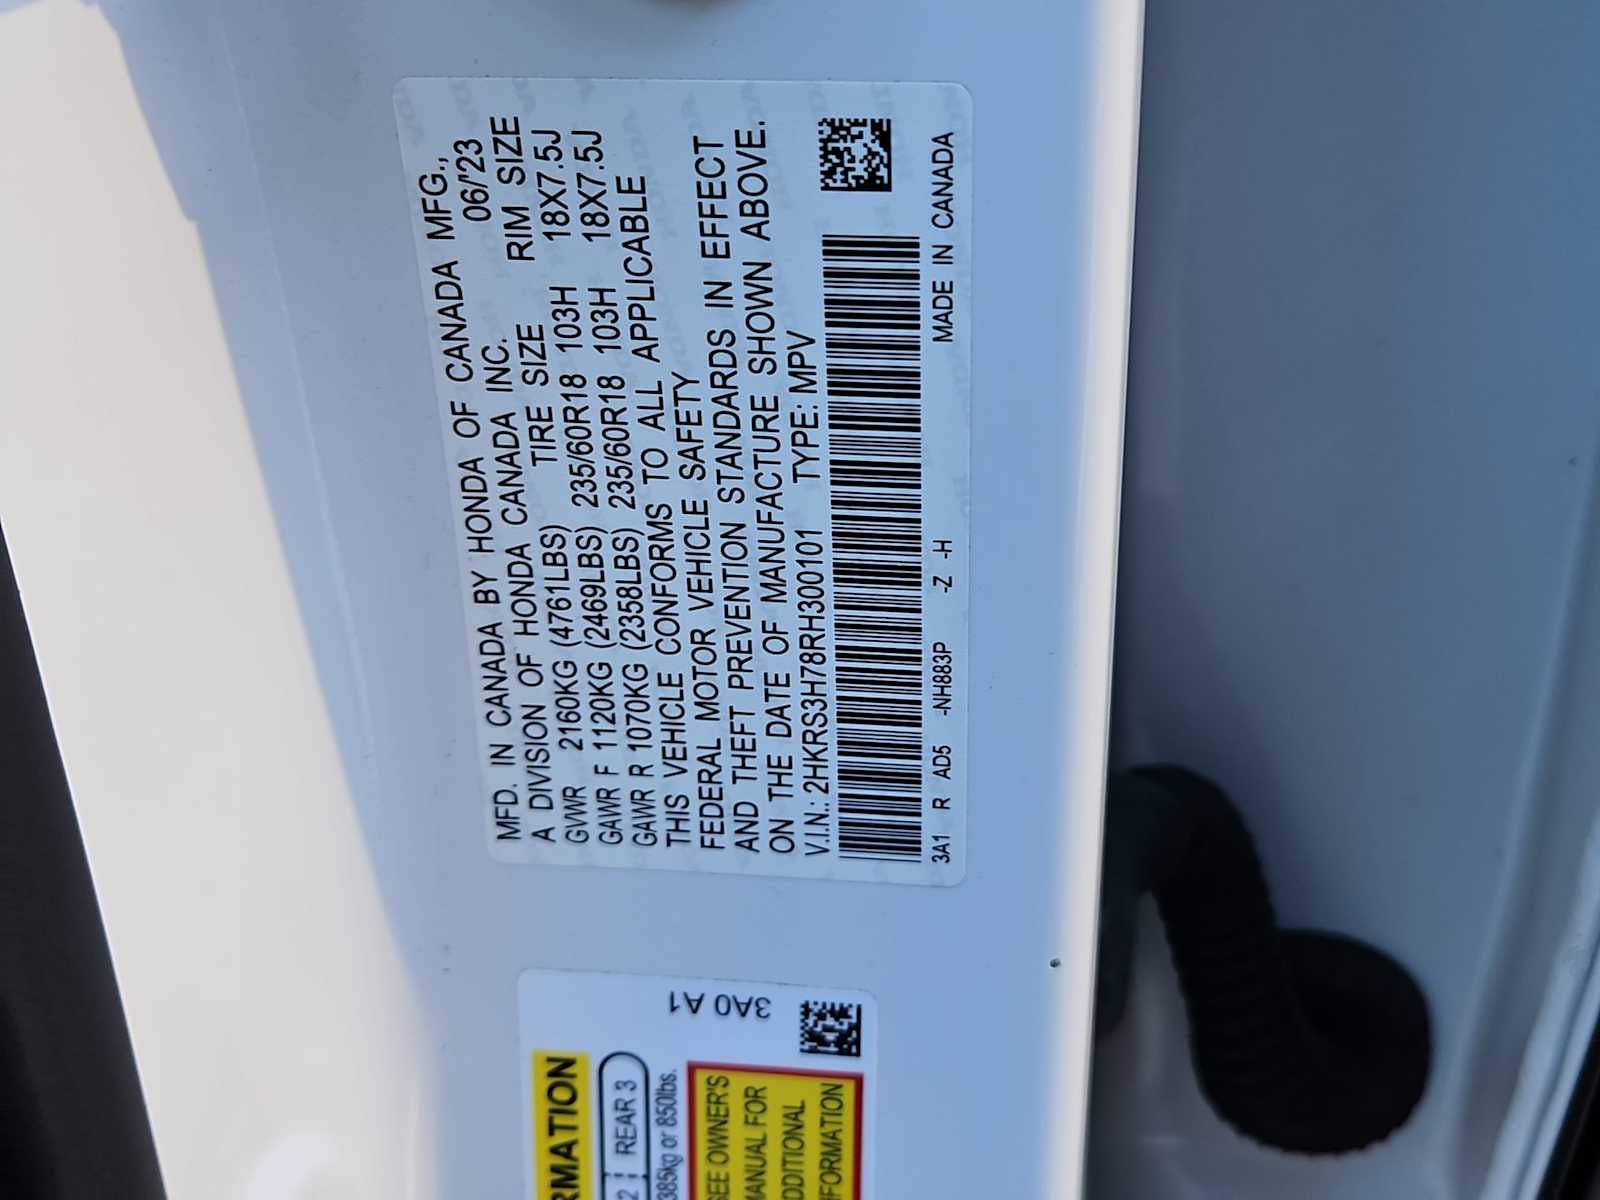 MFD. IN CANADA BY HONDA OF CANADA MFG.,
A DIVISION OF HONDA CANADA INC. 06/'23
TIRE SIZE RIM SIZE
GVWR 2160KG (4761LBS)
GAWR F 1120KG (2469LBS) 235/60R18 103H 18X7.5J
GAWR R 1070KG (2358LBS) 235/60R18 103H 18X7.5J
THIS VEHICLE CONFORMS TO ALL APPLICABLE
FEDERAL MOTOR VEHICLE SAFETY
AND THEFT PREVENTION STANDARDS IN EFFECT
ON THE DATE OF MANUFACTURE SHOWN ABOVE.
V.I.N.: 2HKRS3H78RH300101 TYPE: MPV
3A1 R AD5 -NH883P -Z -H MADE IN CANADA
RMATION
2 REAR 3
385kg or 850lbs.
SEE OWNER'S
MANUAL FOR
ADDITIONAL
INFORMATION
3A0 A1